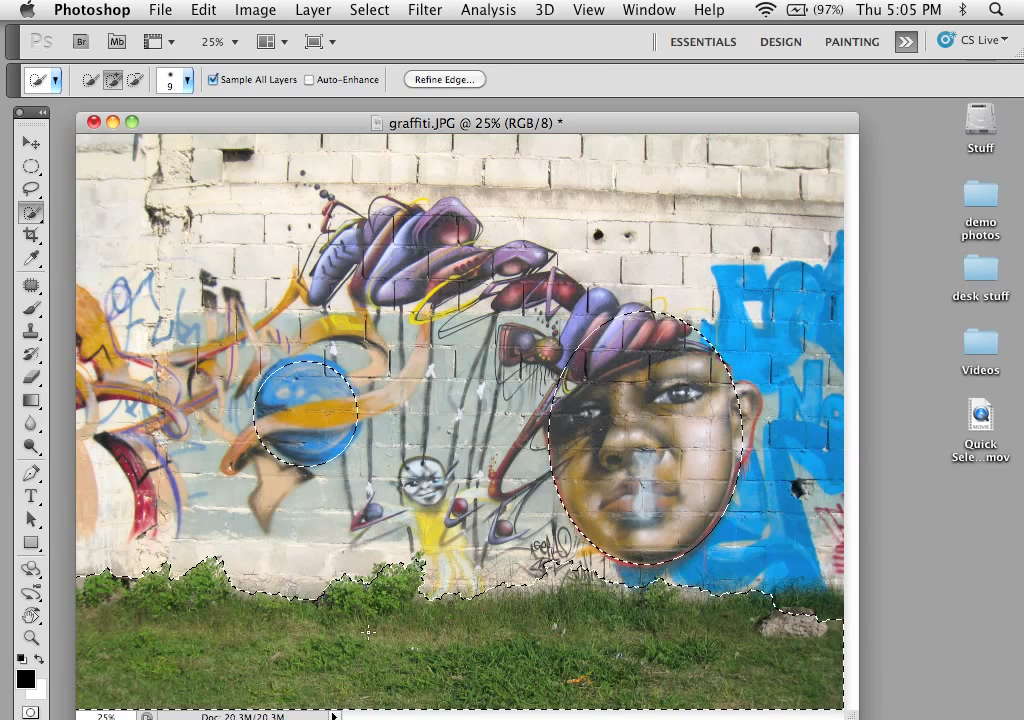 Photoshop File Edit Image Layer Select Filter Analysis 3D View Window Help (97%) Thu 5:05 PM
Ps Br Mb 25% ESSENTIALS DESIGN PAINTING CS Live
9 Sample All Layers Auto-Enhance Refine Edge...
graffiti.JPG @ 25% (RGB/8) *
Stuff
demo
photos
desk stuff
Videos
MOVIE
Quick
Sele...mov
T
25% Doc: 20.3M/20.3M